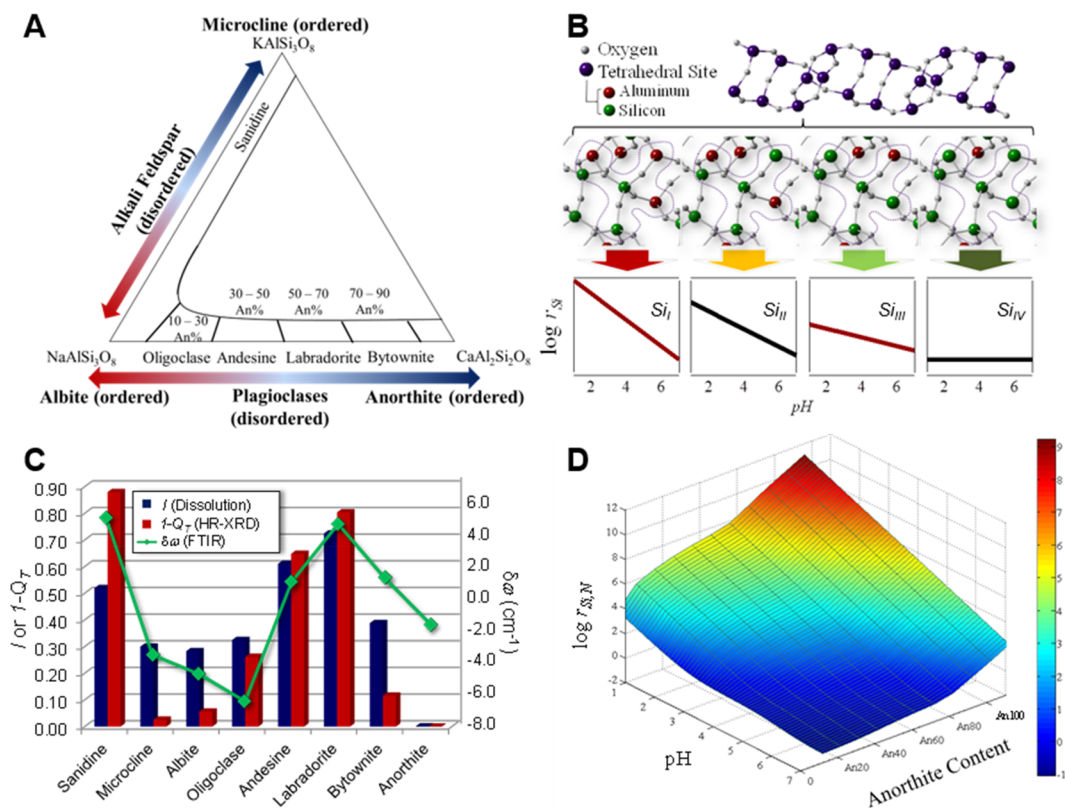 A
Microcline (ordered)
KAlSi3O8
Sanidine
Alkali Feldspar
(disordered)
10 – 30
An%
30 – 50
An%
50 – 70
An%
70 – 90
An%
NaAlSi3O8
Oligoclase
Andesine
Labradorite
Bytownite
CaAl2Si2O8
Albite (ordered)
Plagioclases
(disordered)
Anorthite (ordered)
B
Oxygen
Tetrahedral Site
Aluminum
Silicon
log rSi
SiI
SiII
SiIII
SiIV
2 4 6
2 4 6
2 4 6
2 4 6
pH
C
I (Dissolution)
1-QT (HR-XRD)
δϖ (FTIR)
I or 1-QT
0.90
0.80
0.70
0.60
0.50
0.40
0.30
0.20
0.10
0.00
6.0
4.0
2.0
0.0
-2.0
-4.0
-6.0
-8.0
δϖ (cm-1)
Sanidine
Microcline
Albite
Oligoclase
Andesine
Labradorite
Bytownite
Anorthite
D
log rSi,N
12
10
8
6
4
2
0
-2
1
2
3
4
5
6
7
pH
0
An20
An40
An60
An80
An100
Anorthite Content
9
8
7
6
5
4
3
2
1
0
-1